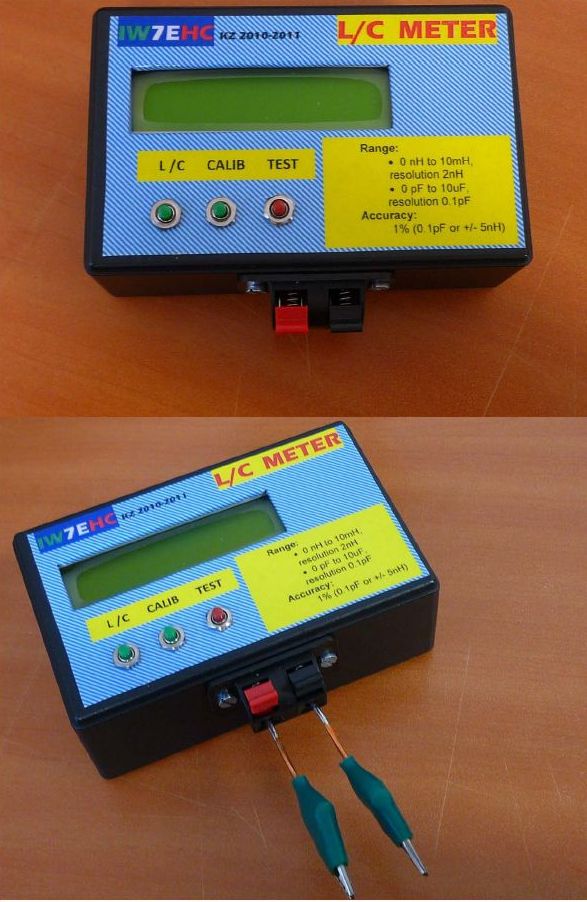 IW7EHC KZ 2010-2011 L/C METER
L/C CALIB TEST
Range:
• 0 nH to 10mH,
resolution 2nH
• 0 pF to 10uF,
resolution 0.1pF
Accuracy:
1% (0.1pF or +/- 5nH)
IW7EHC KZ 2010-2011 L/C METER
L/C CALIB TEST
Range:
• 0 nH to 10mH,
resolution 2nH
• 0 pF to 10uF,
resolution 0.1pF
Accuracy:
1% (0.1pF or +/- 5nH)